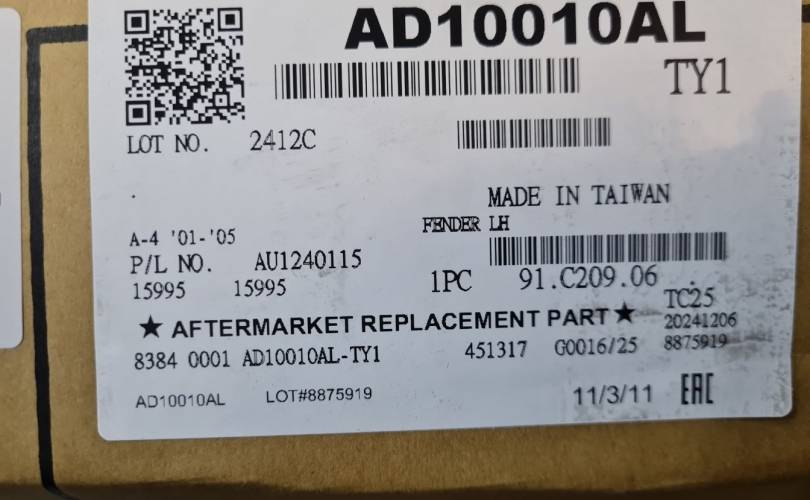 AD10010AL
TY1
LOT NO. 2412C
MADE IN TAIWAN
FENDER LH
A-4 '01-'05
P/L NO. AU1240115
1PC 91.C209.06
15995 15995
TC25
★ AFTERMARKET REPLACEMENT PART ★
20241206
8384 0001 AD10010AL-TY1 451317 G0016/25 8875919
AD10010AL LOT#8875919 11/3/11 EAC